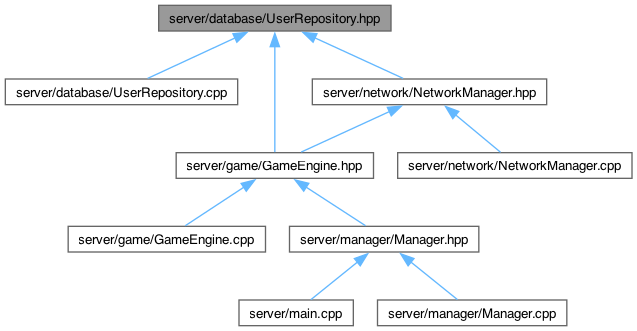 server/database/UserRepository.hpp
server/database/UserRepository.cpp
server/network/NetworkManager.hpp
server/game/GameEngine.hpp
server/network/NetworkManager.cpp
server/game/GameEngine.cpp
server/manager/Manager.hpp
server/main.cpp
server/manager/Manager.cpp